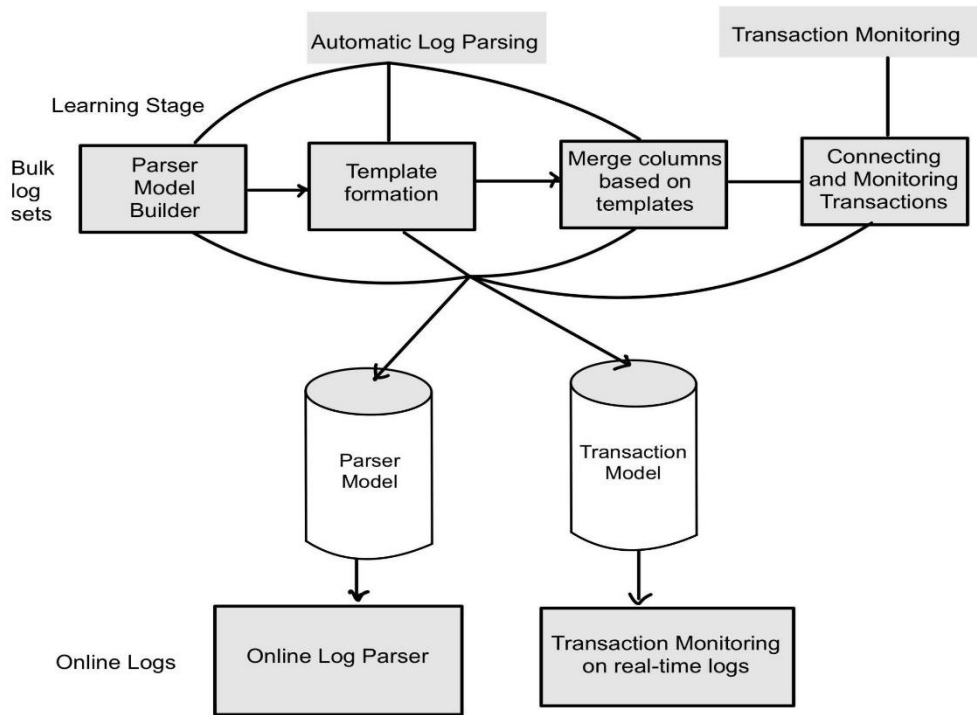 Automatic Log Parsing
Transaction Monitoring
Learning Stage
Bulk
log
sets
Parser
Model
Builder
Template
formation
Merge columns
based on
templates
Connecting
and Monitoring
Transactions
Parser
Model
Transaction
Model
Online Logs
Online Log Parser
Transaction Monitoring
on real-time logs